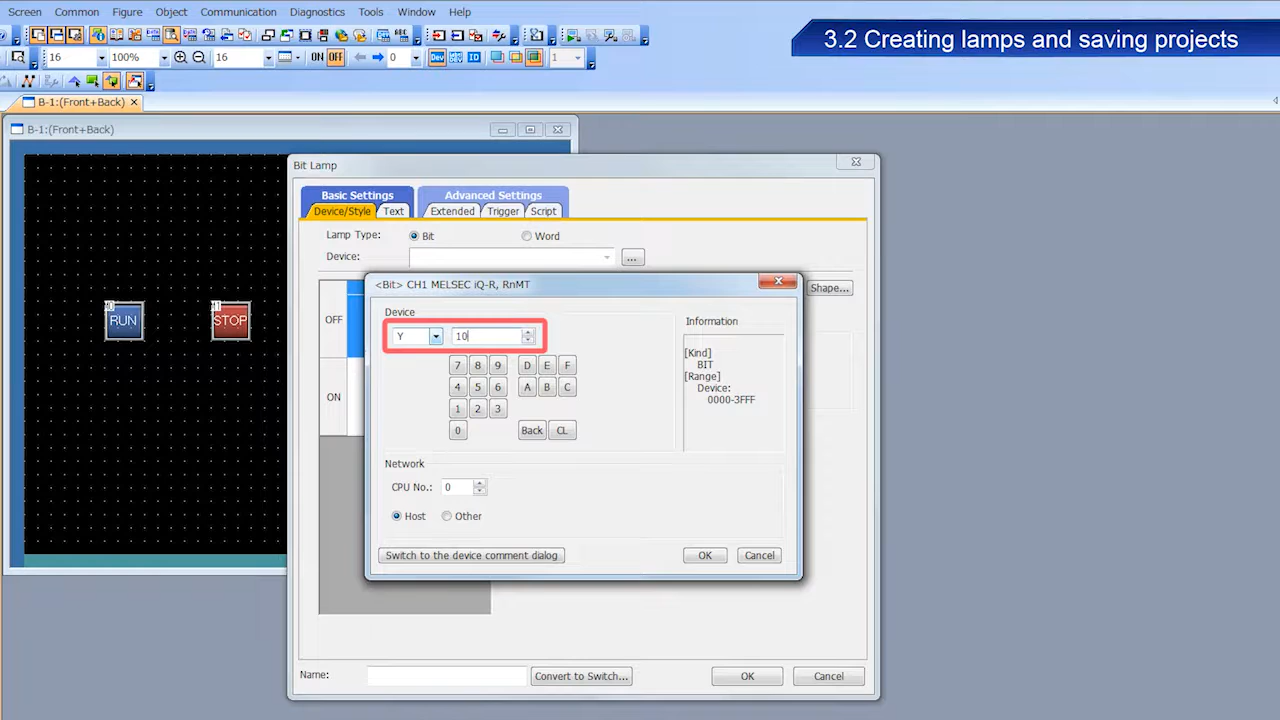 Screen Common Figure Object Communication Diagnostics Tools Window Help
3.2 Creating lamps and saving projects
16 100% 16 ON OFF 0 Dev ID 1
B-1:(Front+Back)
B-1:(Front+Back)
Bit Lamp
Basic Settings Advanced Settings
Device/Style Text Extended Trigger Script
Lamp Type: Bit Word
Device: ...
<Bit> CH1 MELSEC iQ-R, RnMT
Shape...
Device
Information
OFF
RUN STOP
Y 10
[Kind]
BIT
[Range]
Device:
0000-3FFF
7 8 9 D E F
4 5 6 A B C
ON
1 2 3
0 Back CL
Network
CPU No.: 0
Host Other
Switch to the device comment dialog OK Cancel
Name: Convert to Switch... OK Cancel